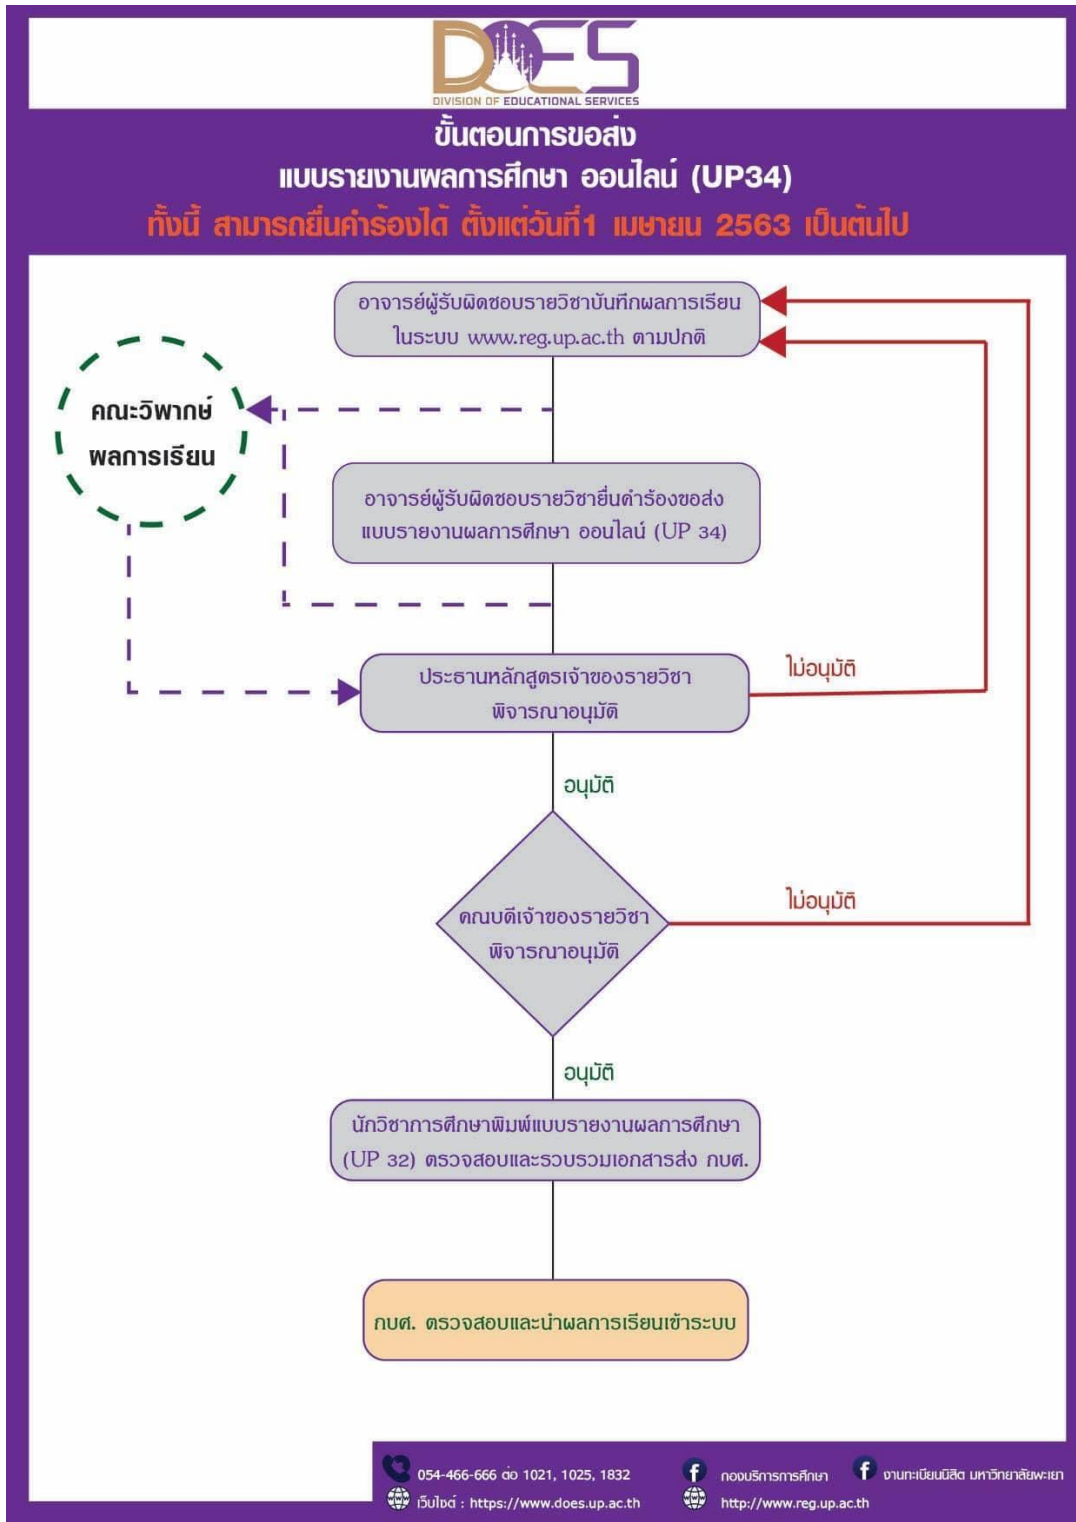 DOES
DIVISION OF EDUCATIONAL SERVICES
ขั้นตอนการขอส่ง
แบบรายงานผลการศึกษา ออนไลน์ (UP34)
ทั้งนี้ สามารถยื่นคำร้องได้ ตั้งแต่วันที่1 เมษายน 2563 เป็นต้นไป
อาจารย์ผู้รับผิดชอบรายวิชาบันทึกผลการเรียน
ในระบบ www.reg.up.ac.th ตามปกติ
คณะวิพากษ์
ผลการเรียน
อาจารย์ผู้รับผิดชอบรายวิชายื่นคำร้องขอส่ง
แบบรายงานผลการศึกษา ออนไลน์ (UP 34)
ประธานหลักสูตรเจ้าของรายวิชา
พิจารณาอนุมัติ
ไม่อนุมัติ
อนุมัติ
คณบดีเจ้าของรายวิชา
พิจารณาอนุมัติ
ไม่อนุมัติ
อนุมัติ
นักวิชาการศึกษาพิมพ์แบบรายงานผลการศึกษา
(UP 32) ตรวจสอบและรวบรวมเอกสารส่ง กบศ.
กบศ. ตรวจสอบและนำผลการเรียนเข้าระบบ
054-466-666 ต่อ 1021, 1025, 1832
กองบริการการศึกษา
งานทะเบียนนิสิต มหาวิทยาลัยพะเยา
เว็บไซต์ : https://www.does.up.ac.th
http://www.reg.up.ac.th